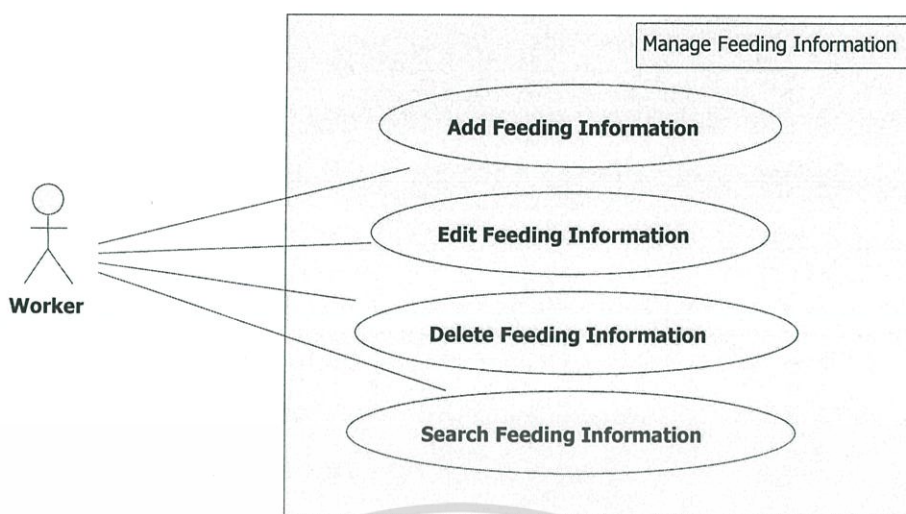 Manage Feeding Information
Add Feeding Information
Edit Feeding Information
Worker
Delete Feeding Information
Search Feeding Information